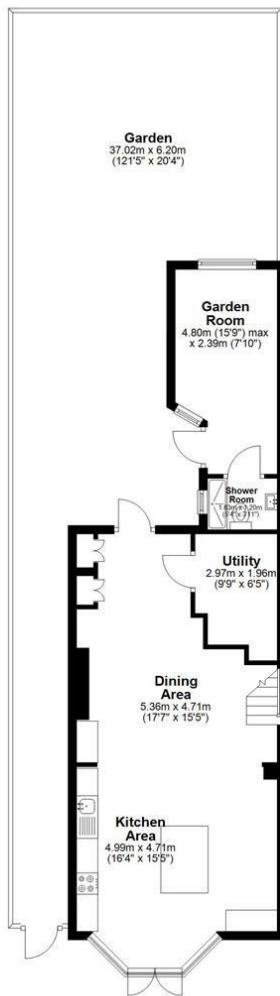 Garden
37.02m x 6.20m
(121'5" x 20'4")
Garden
Room
4.80m (15'9") max
x 2.39m (7'10")
Shower
Room
Utility
2.97m x 1.96m
(9'9" x 6'5")
Dining
Area
5.36m x 4.71m
(17'7" x 15'5")
Kitchen
Area
4.99m x 4.71m
(16'4" x 15'5")